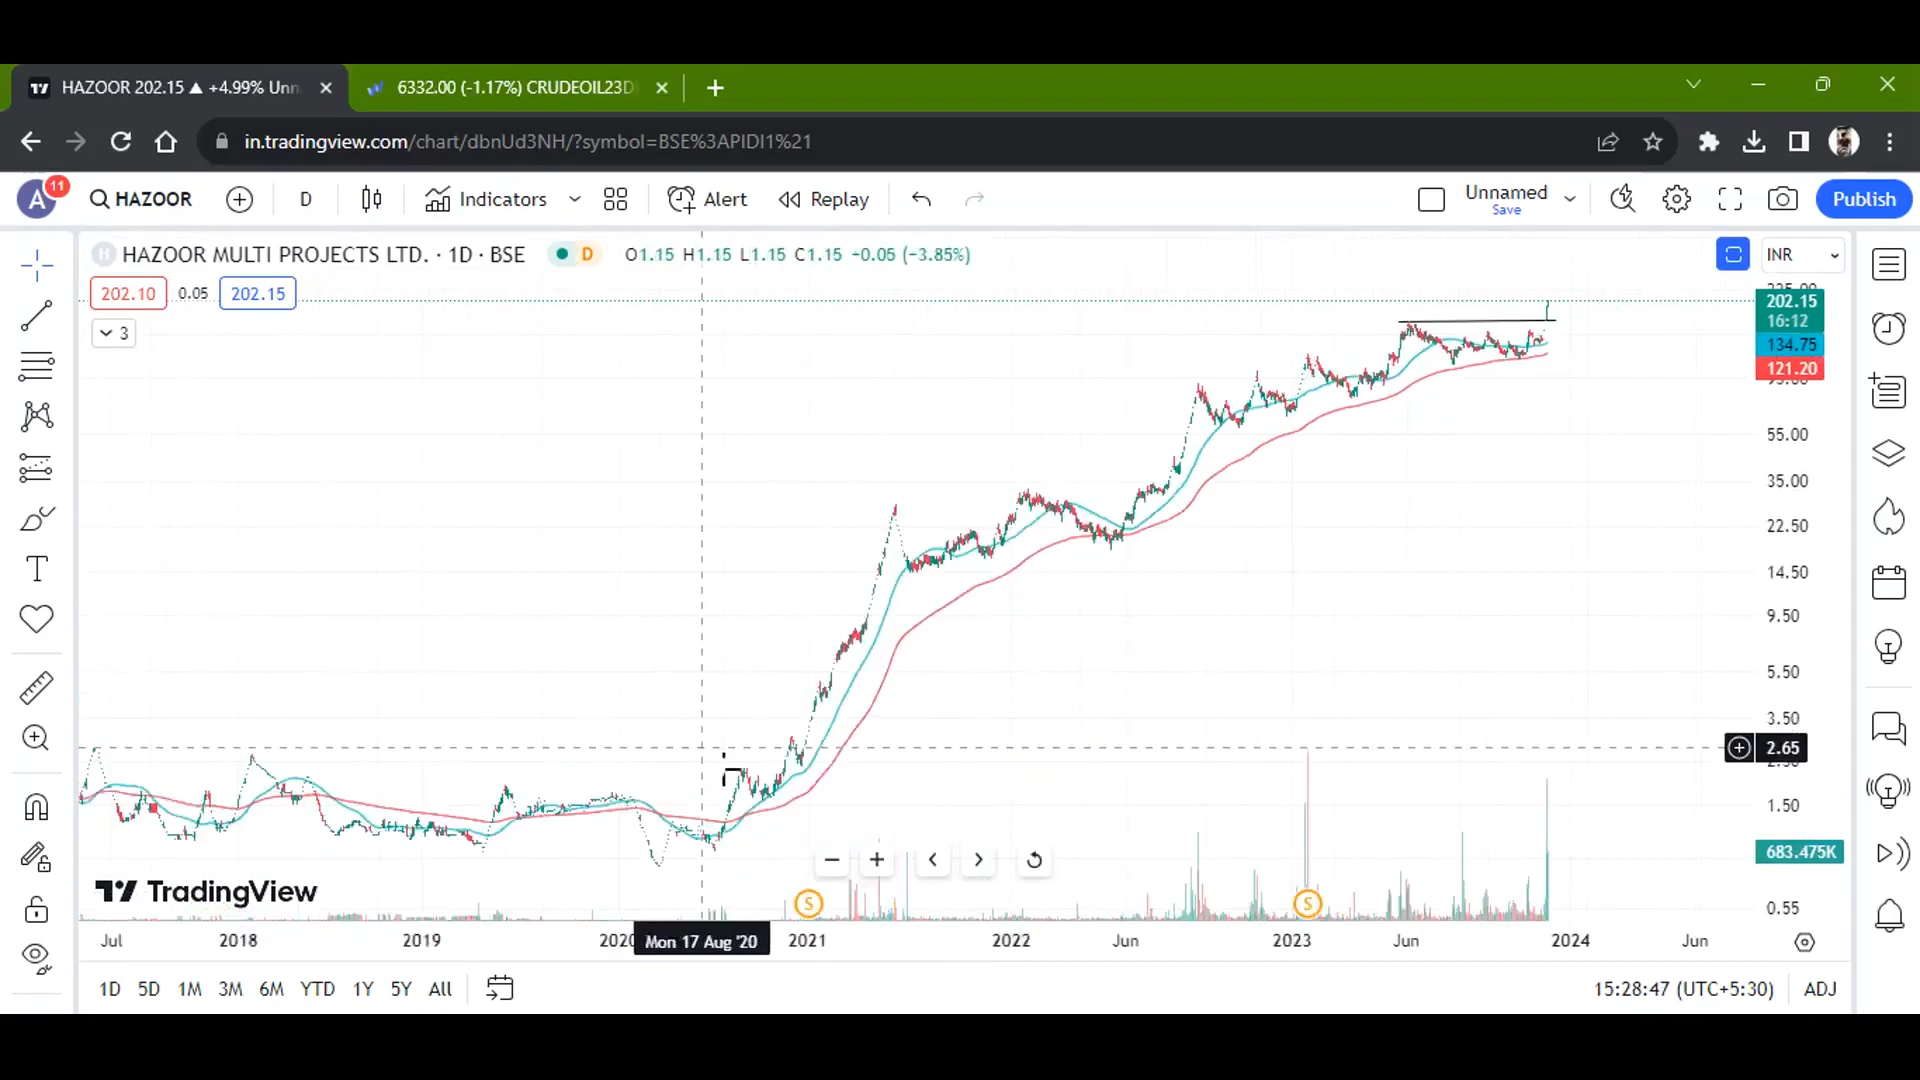 HAZOOR 202.15 ▲ +4.99% Unn
6332.00 (-1.17%) CRUDEOIL23D
in.tradingview.com/chart/dbnUd3NH/?symbol=BSE%3APIDI1%21
A 11 HAZOOR D Indicators Alert Replay Unnamed Save Publish
H HAZOOR MULTI PROJECTS LTD. · 1D · BSE D O1.15 H1.15 L1.15 C1.15 +0.05 (−3.85%) INR
202.10 0.05 202.15
3
202.15
16:12
134.75
121.20
55.00
35.00
22.50
14.50
9.50
5.50
3.50
2.65
1.50
683.475K
0.55
TradingView
S S
Jul 2018 2019 2020 Mon 17 Aug '20 2021 2022 Jun 2023 Jun 2024 Jun
1D 5D 1M 3M 6M YTD 1Y 5Y All 15:28:47 (UTC+5:30) ADJ